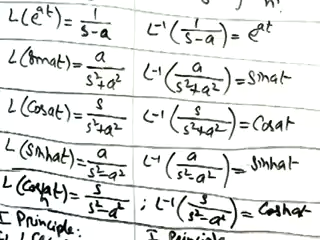 L(e^at) = 1/(s-a)    L⁻¹(1/(s-a)) = e^at
L(sinat) = a/(s²+a²)    L⁻¹(a/(s²+a²)) = sinat
L(cosat) = s/(s²+a²)    L⁻¹(s/(s²+a²)) = Cosat
L(sinhat) = a/(s²-a²)    L⁻¹(a/(s²-a²)) = sinhat
L(coshat) = s/(s²-a²) ; L⁻¹(s/(s²-a²)) = Coshat
I Principle:    I Principle